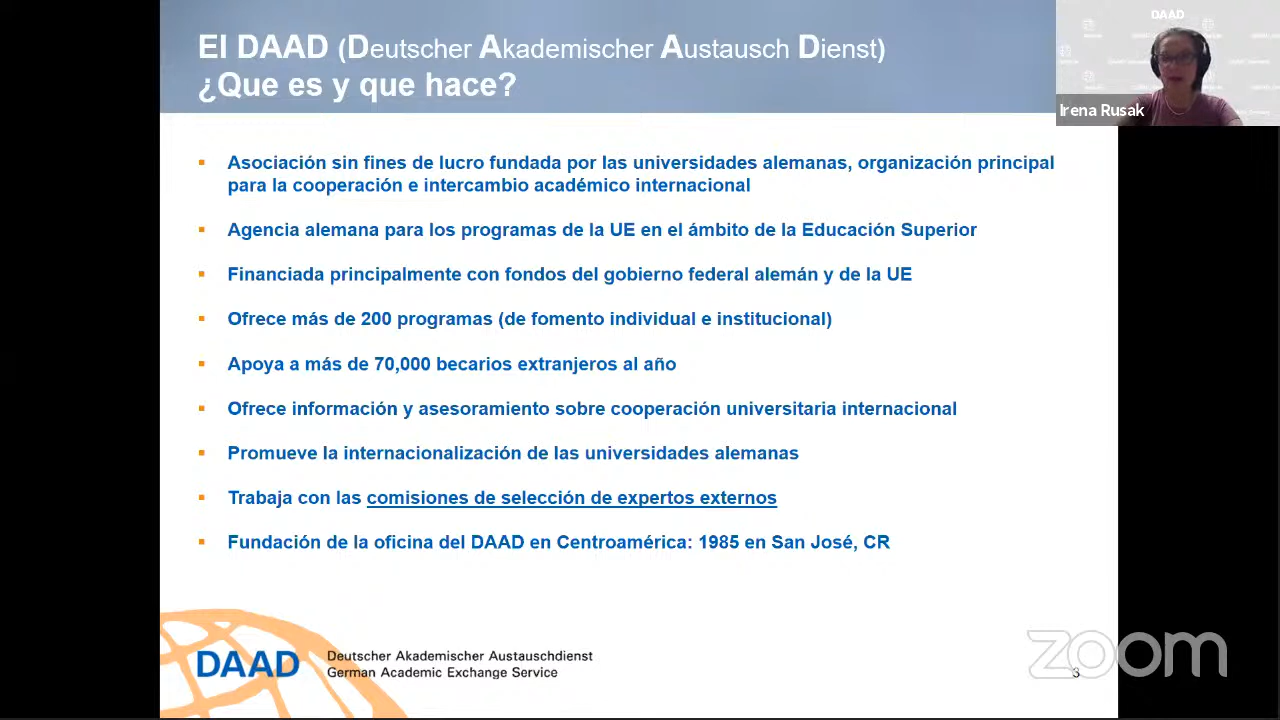 El DAAD (Deutscher Akademischer Austausch Dienst)
¿Que es y que hace?
DAAD
Irena Rusak
▪ Asociación sin fines de lucro fundada por las universidades alemanas, organización principal
para la cooperación e intercambio académico internacional
▪ Agencia alemana para los programas de la UE en el ámbito de la Educación Superior
▪ Financiada principalmente con fondos del gobierno federal alemán y de la UE
▪ Ofrece más de 200 programas (de fomento individual e institucional)
▪ Apoya a más de 70,000 becarios extranjeros al año
▪ Ofrece información y asesoramiento sobre cooperación universitaria internacional
▪ Promueve la internacionalización de las universidades alemanas
▪ Trabaja con las comisiones de selección de expertos externos
▪ Fundación de la oficina del DAAD en Centroamérica: 1985 en San José, CR
DAAD
Deutscher Akademischer Austauschdienst
German Academic Exchange Service
zoom
3